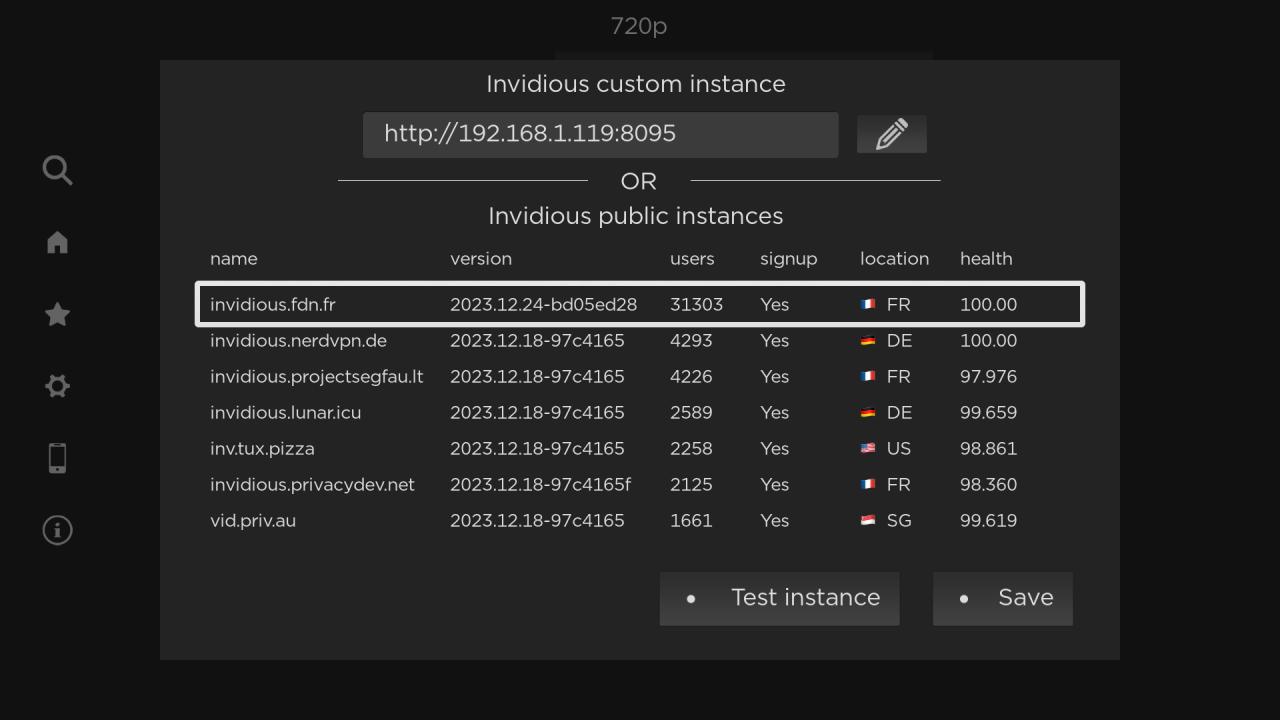 720p
Invidious custom instance
http://192.168.1.119:8095
OR
Invidious public instances
name version users signup location health
invidious.fdn.fr 2023.12.24-bd05ed28 31303 Yes FR 100.00
invidious.nerdvpn.de 2023.12.18-97c4165 4293 Yes DE 100.00
invidious.projectsegfau.lt 2023.12.18-97c4165 4226 Yes FR 97.976
invidious.lunar.icu 2023.12.18-97c4165 2589 Yes DE 99.659
inv.tux.pizza 2023.12.18-97c4165 2258 Yes US 98.861
invidious.privacydev.net 2023.12.18-97c4165f 2125 Yes FR 98.360
vid.priv.au 2023.12.18-97c4165 1661 Yes SG 99.619
Test instance Save